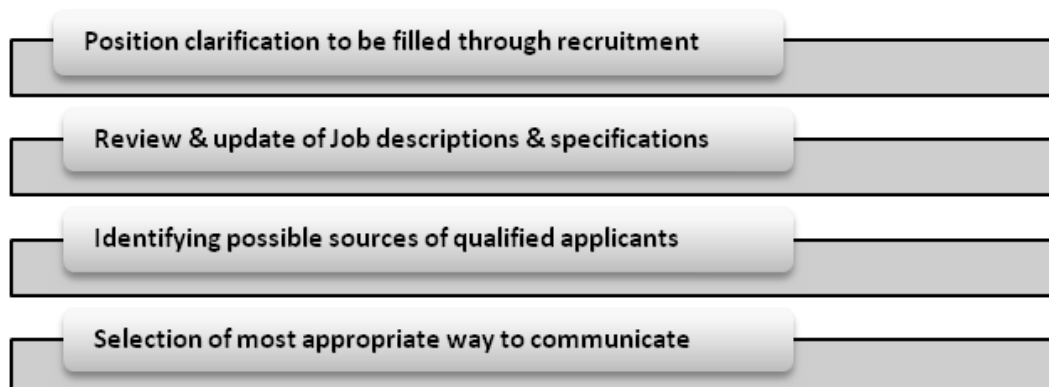 Position clarification to be filled through recruitment
Review & update of Job descriptions & specifications
Identifying possible sources of qualified applicants
Selection of most appropriate way to communicate